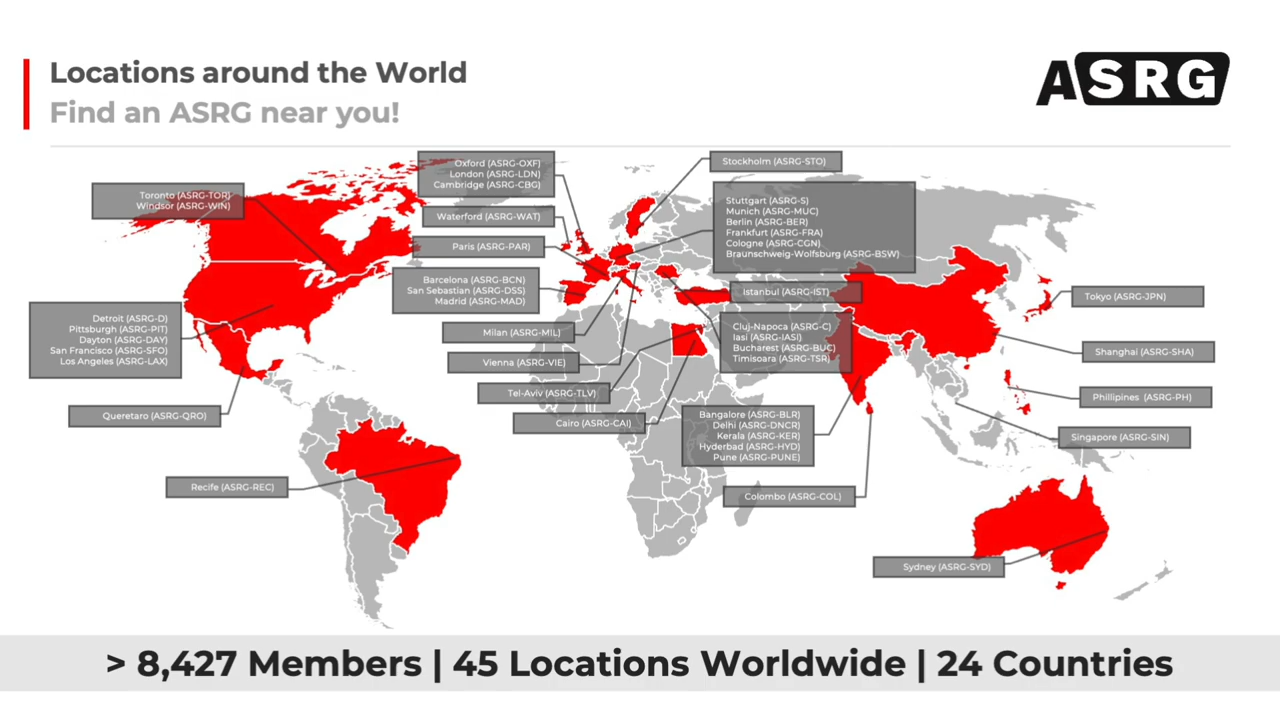 Locations around the World
Find an ASRG near you!
ASRG
Oxford (ASRG-OXF)
London (ASRG-LDN)
Cambridge (ASRG-CBG)
Stockholm (ASRG-STO)
Toronto (ASRG-TOR)
Windsor (ASRG-WIN)
Stuttgart (ASRG-S)
Munich (ASRG-MUC)
Berlin (ASRG-BER)
Frankfurt (ASRG-FRA)
Cologne (ASRG-CGN)
Braunschweig-Wolfsburg (ASRG-BSW)
Waterford (ASRG-WAT)
Paris (ASRG-PAR)
Barcelona (ASRG-BCN)
San Sebastian (ASRG-DSS)
Madrid (ASRG-MAD)
Istanbul (ASRG-IST)
Tokyo (ASRG-JPN)
Detroit (ASRG-D)
Pittsburgh (ASRG-PIT)
Dayton (ASRG-DAY)
San Francisco (ASRG-SFO)
Los Angeles (ASRG-LAX)
Milan (ASRG-MIL)
Cluj-Napoca (ASRG-C)
Iasi (ASRG-IASI)
Bucharest (ASRG-BUC)
Timisoara (ASRG-TSR)
Shanghai (ASRG-SHA)
Vienna (ASRG-VIE)
Tel-Aviv (ASRG-TLV)
Phillipines (ASRG-PH)
Queretaro (ASRG-QRO)
Cairo (ASRG-CAI)
Bangalore (ASRG-BLR)
Delhi (ASRG-DNCR)
Kerala (ASRG-KER)
Hyderbad (ASRG-HYD)
Pune (ASRG-PUNE)
Singapore (ASRG-SIN)
Recife (ASRG-REC)
Colombo (ASRG-COL)
Sydney (ASRG-SYD)
> 8,427 Members | 45 Locations Worldwide | 24 Countries